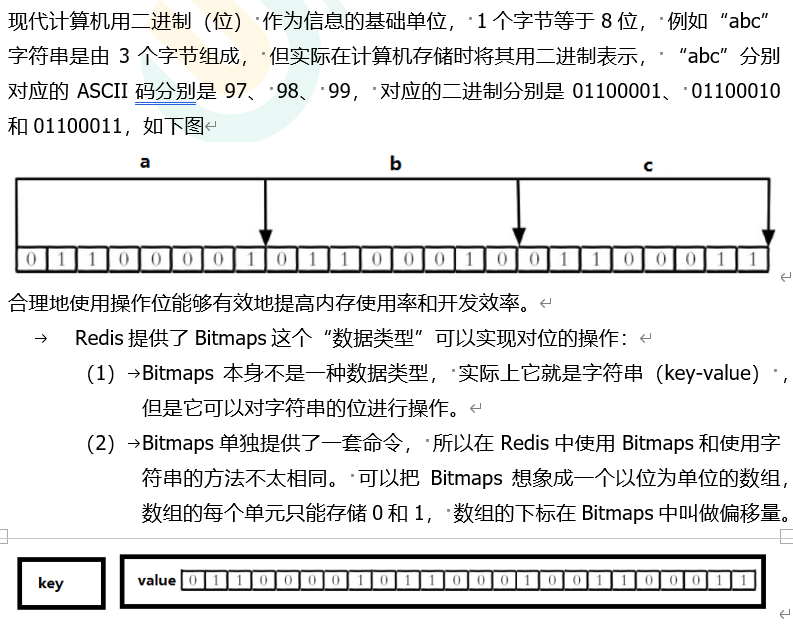 现代计算机用二进制（位）作为信息的基础单位，1 个字节等于 8 位，例如“abc”
字符串是由 3 个字节组成，但实际在计算机存储时将其用二进制表示，“abc”分别
对应的 ASCII 码分别是 97、98、99，对应的二进制分别是 01100001、01100010
和 01100011，如下图
a b c
0 1 1 0 0 0 0 1 0 1 1 0 0 0 1 0 0 1 1 0 0 0 1 1
合理地使用操作位能够有效地提高内存使用率和开发效率。
Redis 提供了 Bitmaps 这个“数据类型”可以实现对位的操作：
（1）Bitmaps 本身不是一种数据类型，实际上它就是字符串（key-value），
但是它可以对字符串的位进行操作。
（2）Bitmaps 单独提供了一套命令，所以在 Redis 中使用 Bitmaps 和使用字
符串的方法不太相同。可以把 Bitmaps 想象成一个以位为单位的数组，
数组的每个单元只能存储 0 和 1，数组的下标在 Bitmaps 中叫做偏移量。
key value 0 1 1 0 0 0 0 1 0 1 1 0 0 0 1 0 0 1 1 0 0 0 1 1